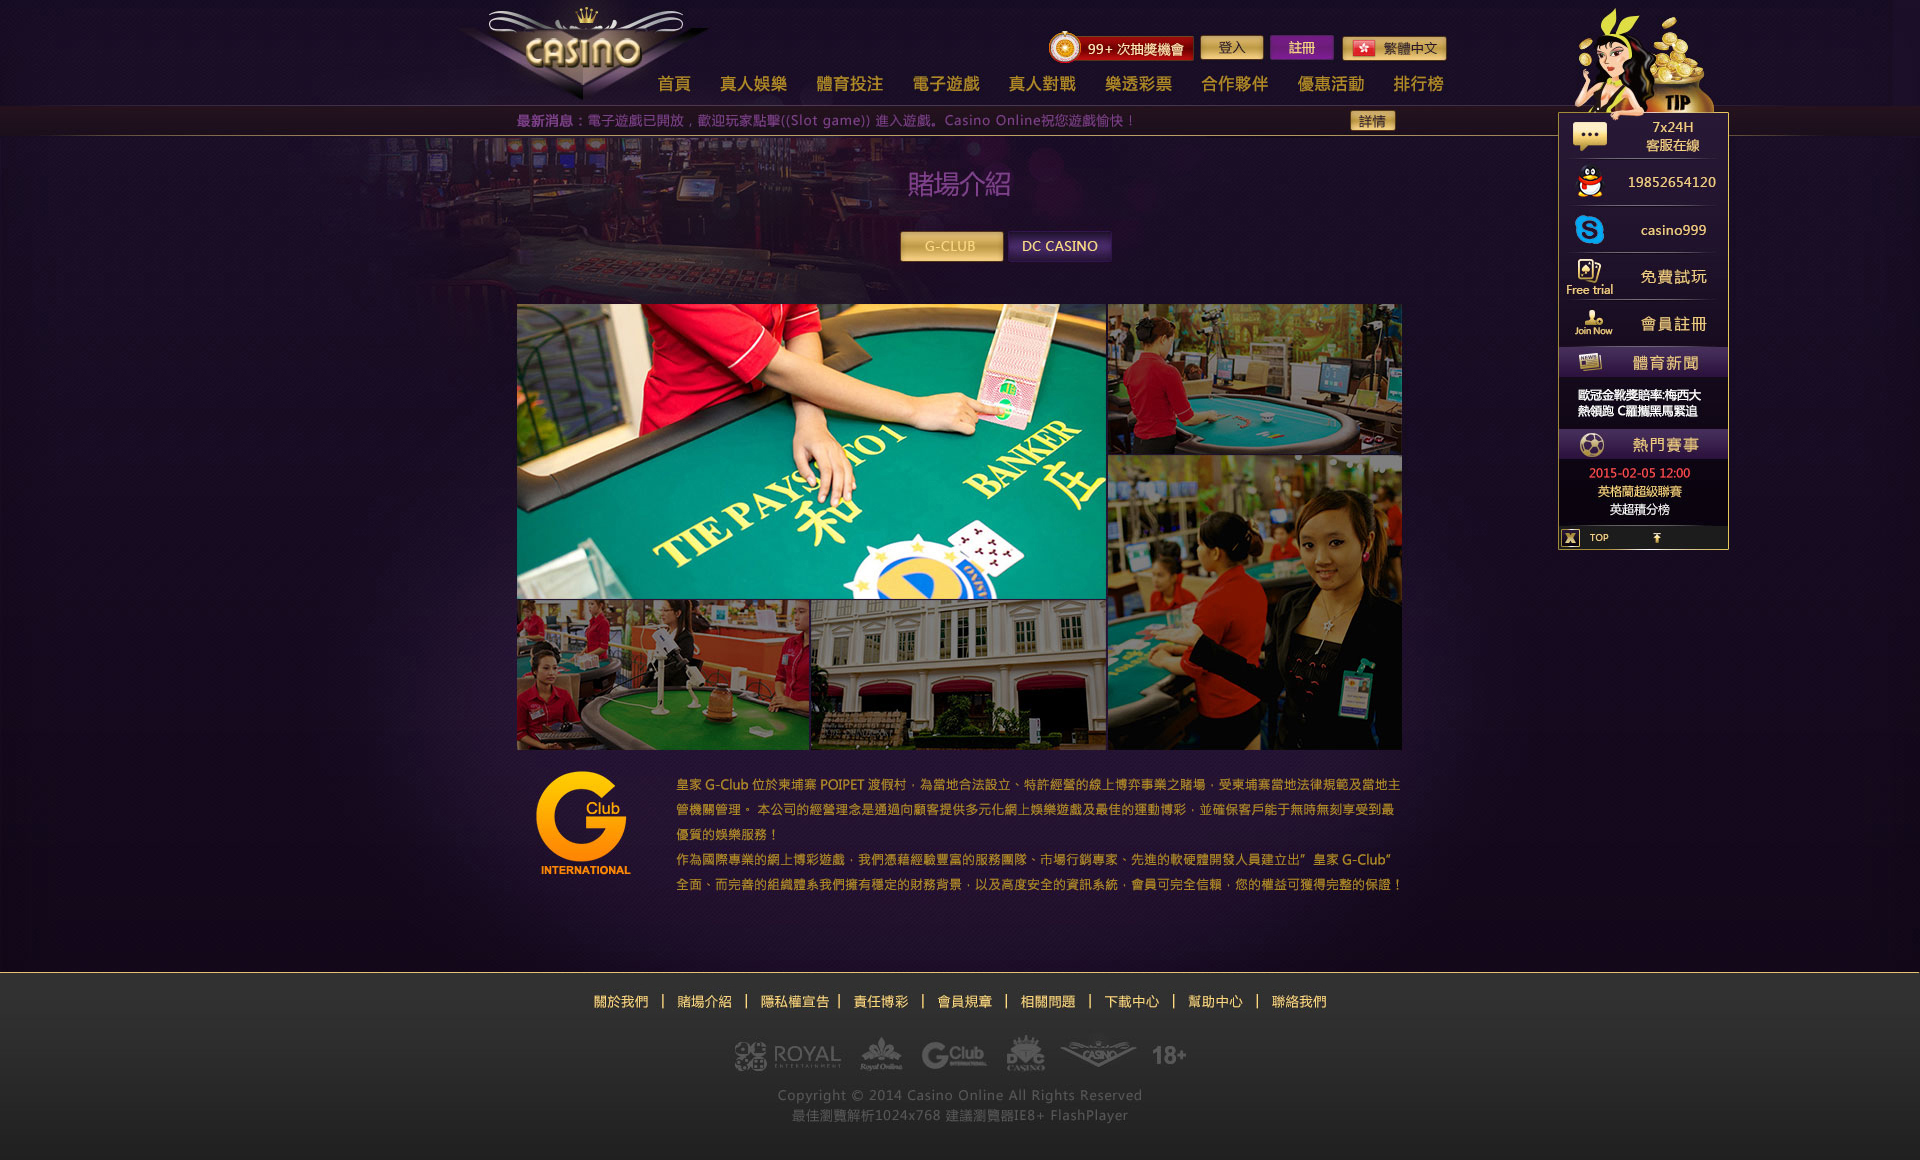 CASINO
99+ 次抽獎機會
登入
註冊
繁體中文
首頁 真人娛樂 體育投注 電子遊戲 真人對戰 樂透彩票 合作夥伴 優惠活動 排行榜
最新消息：電子遊戲已開放，歡迎玩家點擊((Slot game)) 進入遊戲。Casino Online祝您遊戲愉快！
詳情
TIP
7x24H
客服在線
19852654120
casino999
Free trial
免費試玩
Join Now
會員註冊
NEWS
體育新聞
歐冠金靴獎賠率:梅西大
熱領跑 C羅攜黑馬緊追
熱門賽事
2015-02-05 12:00
英格蘭超級聯賽
英超積分榜
X TOP
賭場介紹
G-CLUB
DC CASINO
TIE PAYS TO 1
和
BANKER
庄
G Club
INTERNATIONAL
皇家 G-Club 位於柬埔寨 POIPET 渡假村，為當地合法設立、特許經營的線上博弈事業之賭場，受柬埔寨當地法律規範及當地主
管機關管理。 本公司的經營理念是通過向顧客提供多元化網上娛樂遊戲及最佳的運動博彩，並確保客戶能于無時無刻享受到最
優質的娛樂服務！
作為國際專業的網上博彩遊戲，我們憑藉經驗豐富的服務團隊、市場行銷專家、先進的軟硬體開發人員建立出”皇家 G-Club“
全面、而完善的組織體系我們擁有穩定的財務背景，以及高度安全的資訊系統，會員可完全信賴，您的權益可獲得完整的保證！
關於我們 | 賭場介紹 | 隱私權宣告 | 責任博彩 | 會員規章 | 相關問題 | 下載中心 | 幫助中心 | 聯絡我們
ROYAL
ENTERTAINMENT
Royal Online
G Club
DC
CASINO
CASINO
18+
Copyright © 2014 Casino Online All Rights Reserved
最佳瀏覽解析1024x768 建議瀏覽器IE8+ FlashPlayer